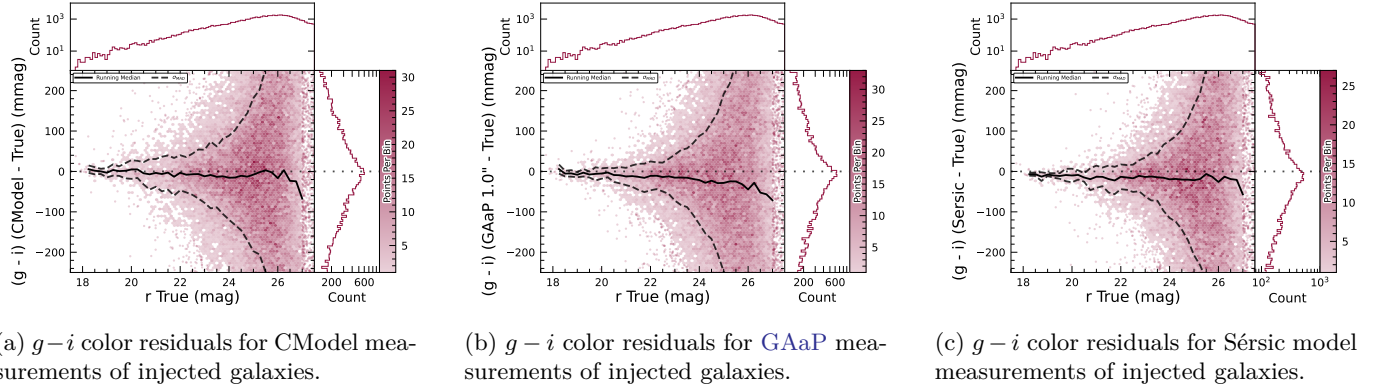 10³
10¹
Count
Running Median
σMAD
200
100
0
−100
−200
(g - i) (CModel - True) (mmag)
18
20
22
24
26
r True (mag)
200 600
Count
30
25
20
15
10
5
Points Per Bin
10³
10¹
Count
Running Median
σMAD
200
100
0
−100
−200
(g - i) (GAaP 1.0" - True) (mmag)
18
20
22
24
26
r True (mag)
200 600
Count
30
25
20
15
10
5
Points Per Bin
10³
10¹
Count
Running Median
σMAD
200
100
0
−100
−200
(g - i) (Sersic - True) (mmag)
18
20
22
24
26
r True (mag)
10² 10³
Count
25
20
15
10
5
Points Per Bin
(a) g−i color residuals for CModel mea-
surements of injected galaxies.
(b) g − i color residuals for GAaP mea-
surements of injected galaxies.
(c) g − i color residuals for Sérsic model
measurements of injected galaxies.